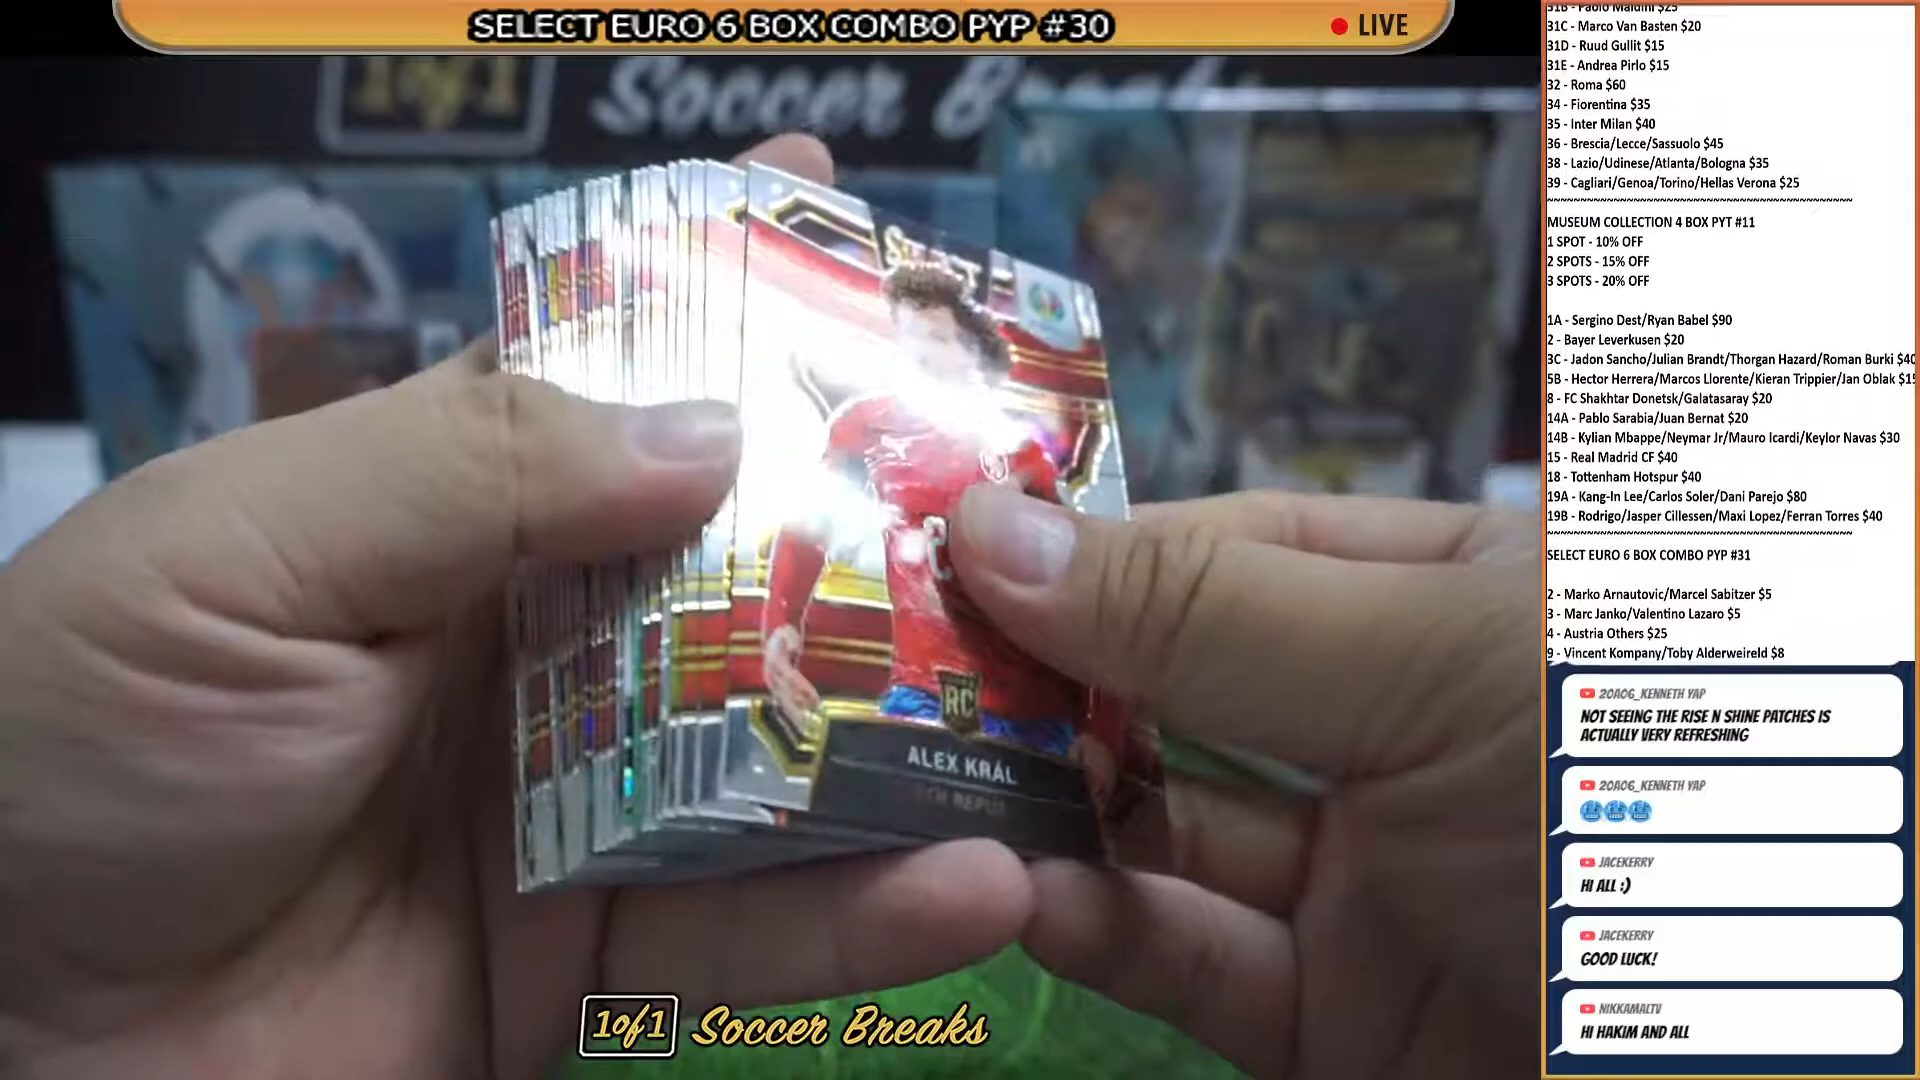 SELECT EURO 6 BOX COMBO PYP #30
LIVE
1of1
Soccer
SELECT
ALEX KRÁL
RC
1of1 Soccer Breaks
31B - Paolo Maldini $25
31C - Marco Van Basten $20
31D - Ruud Gullit $15
31E - Andrea Pirlo $15
32 - Roma $60
34 - Fiorentina $35
35 - Inter Milan $40
36 - Brescia/Lecce/Sassuolo $45
38 - Lazio/Udinese/Atlanta/Bologna $35
39 - Cagliari/Genoa/Torino/Hellas Verona $25
~~~~~~~~~~~~~~~~~~~~~~~~~~~~~~~~~~~~~~~~~~~~~
MUSEUM COLLECTION 4 BOX PYT #11
1 SPOT - 10% OFF
2 SPOTS - 15% OFF
3 SPOTS - 20% OFF
1A - Sergino Dest/Ryan Babel $90
2 - Bayer Leverkusen $20
3C - Jadon Sancho/Julian Brandt/Thorgan Hazard/Roman Burki $40
5B - Hector Herrera/Marcos Llorente/Kieran Trippier/Jan Oblak $15
8 - FC Shakhtar Donetsk/Galatasaray $20
14A - Pablo Sarabia/Juan Bernat $20
14B - Kylian Mbappe/Neymar Jr/Mauro Icardi/Keylor Navas $30
15 - Real Madrid CF $40
18 - Tottenham Hotspur $40
19A - Kang-In Lee/Carlos Soler/Dani Parejo $80
19B - Rodrigo/Jasper Cillessen/Maxi Lopez/Ferran Torres $40
~~~~~~~~~~~~~~~~~~~~~~~~~~~~~~~~~~~~~~~~~~~~~
SELECT EURO 6 BOX COMBO PYP #31
2 - Marko Arnautovic/Marcel Sabitzer $5
3 - Marc Janko/Valentino Lazaro $5
4 - Austria Others $25
9 - Vincent Kompany/Toby Alderweireld $8
20A06_KENNETH YAP
NOT SEEING THE RISE N SHINE PATCHES IS
ACTUALLY VERY REFRESHING
20A06_KENNETH YAP
🥶🥶🥶
JACEKERRY
HI ALL :)
JACEKERRY
GOOD LUCK!
NIKKAMALTV
HI HAKIM AND ALL